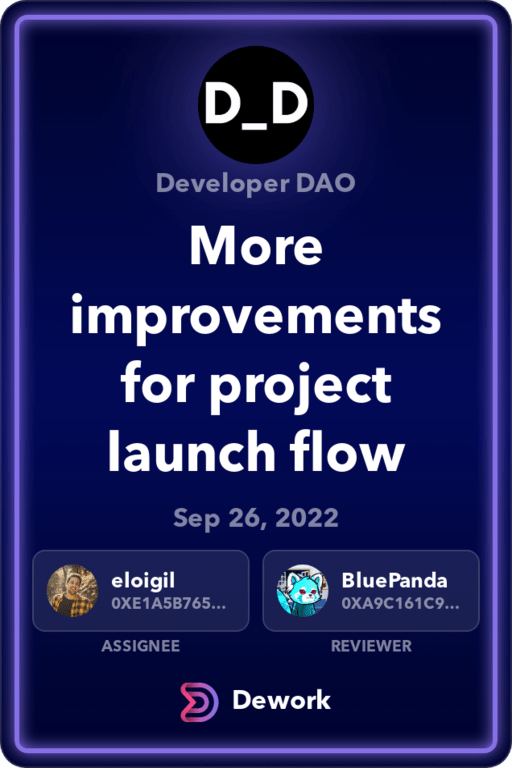 D_D
Developer DAO
More
improvements
for project
launch flow
Sep 26, 2022
eloigil
0XE1A5B765...
ASSIGNEE
BluePanda
0XA9C161C9...
REVIEWER
Dework